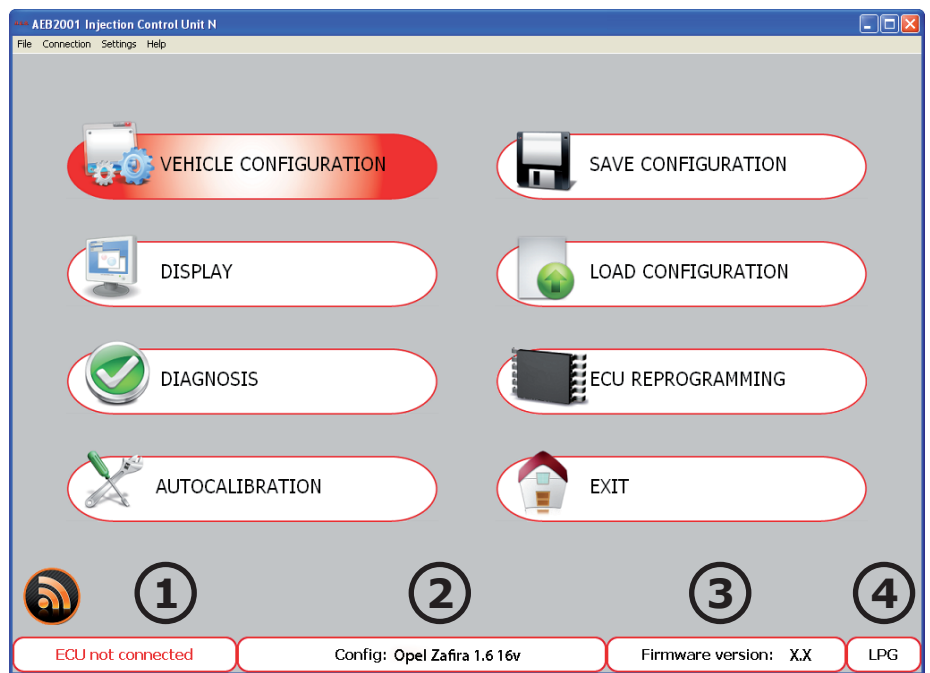 AEB2001 Injection Control Unit N
File Connection Settings Help
VEHICLE CONFIGURATION
SAVE CONFIGURATION
DISPLAY
LOAD CONFIGURATION
DIAGNOSIS
ECU REPROGRAMMING
AUTOCALIBRATION
EXIT
1 2 3 4
ECU not connected Config: Opel Zafira 1.6 16v Firmware version: X.X LPG